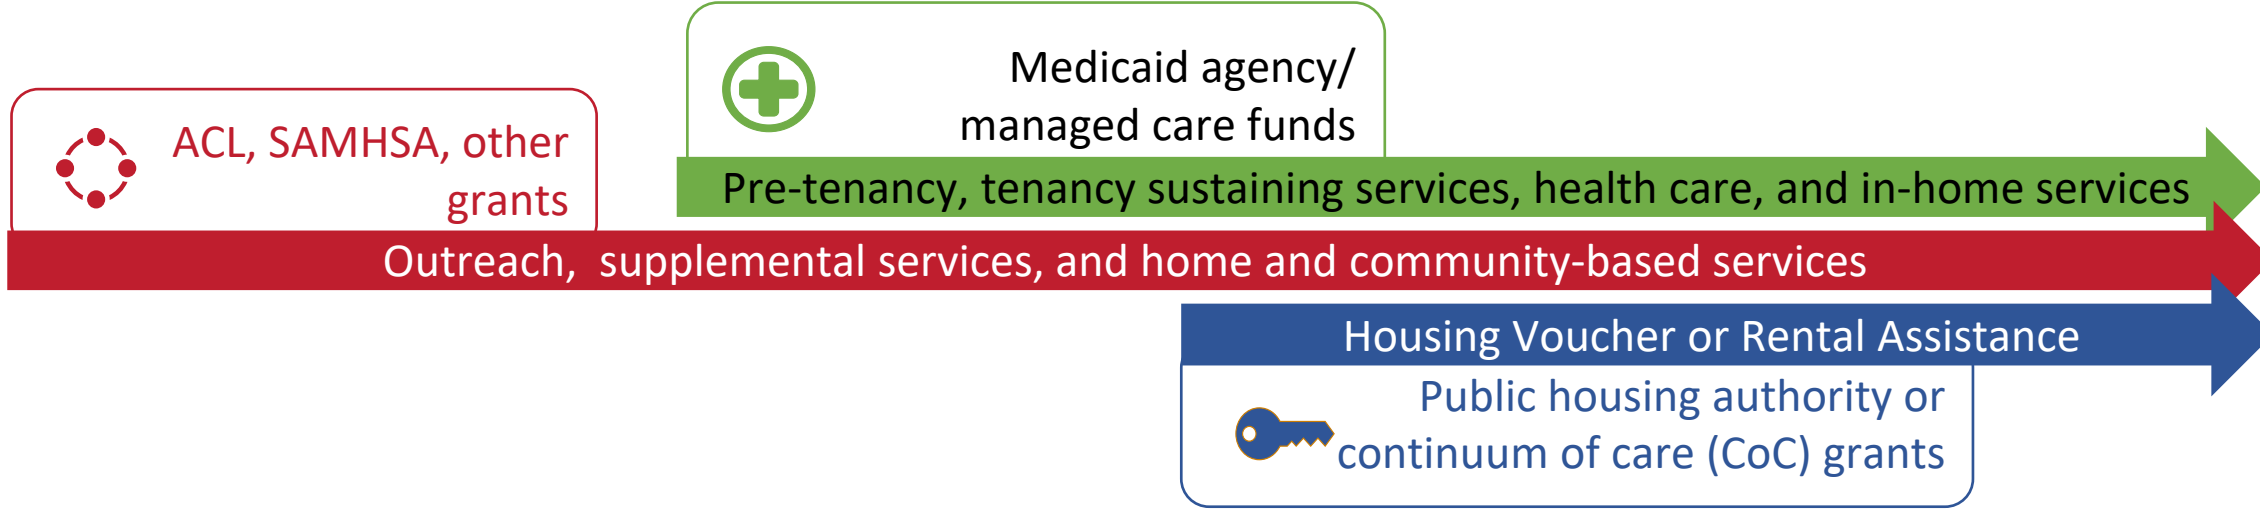 Medicaid agency/
managed care funds
ACL, SAMHSA, other
grants
Pre-tenancy, tenancy sustaining services, health care, and in-home services
Outreach,  supplemental services, and home and community-based services
Housing Voucher or Rental Assistance
Public housing authority or
continuum of care (CoC) grants